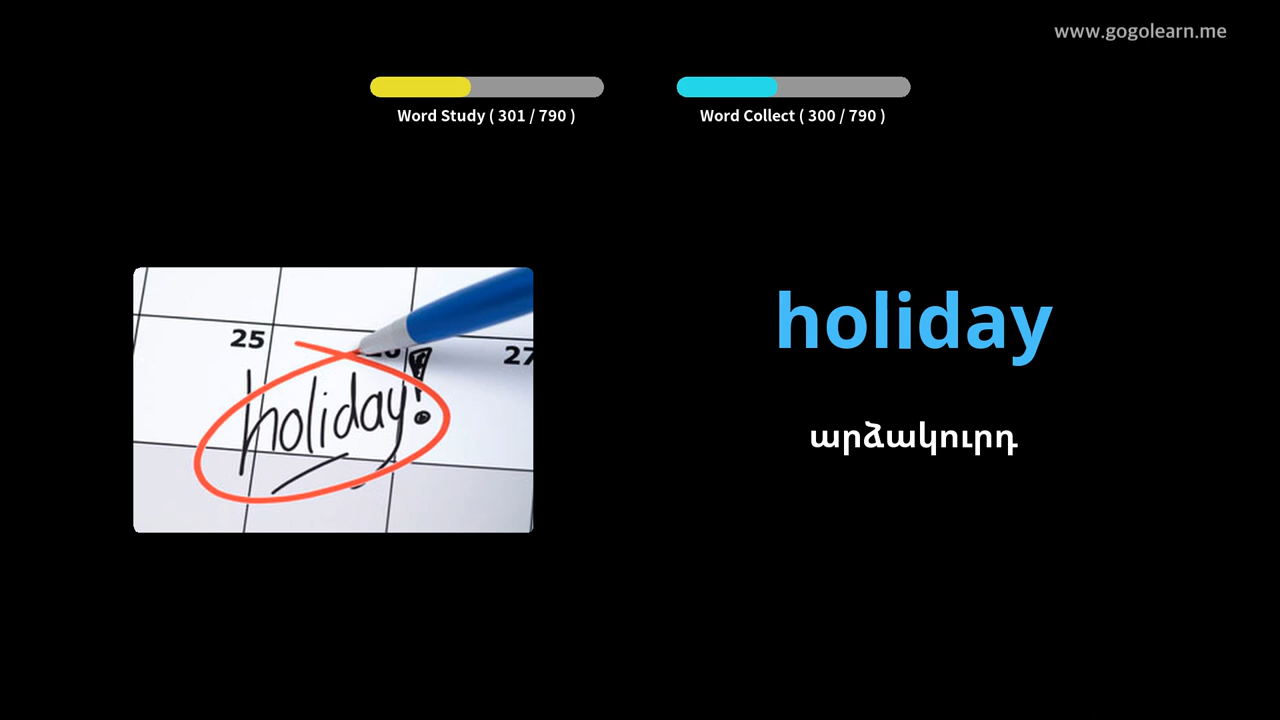 www.gogolearn.me
Word Study ( 301 / 790 )
Word Collect ( 300 / 790 )
25
27
holiday!
holiday
արձակուրդ